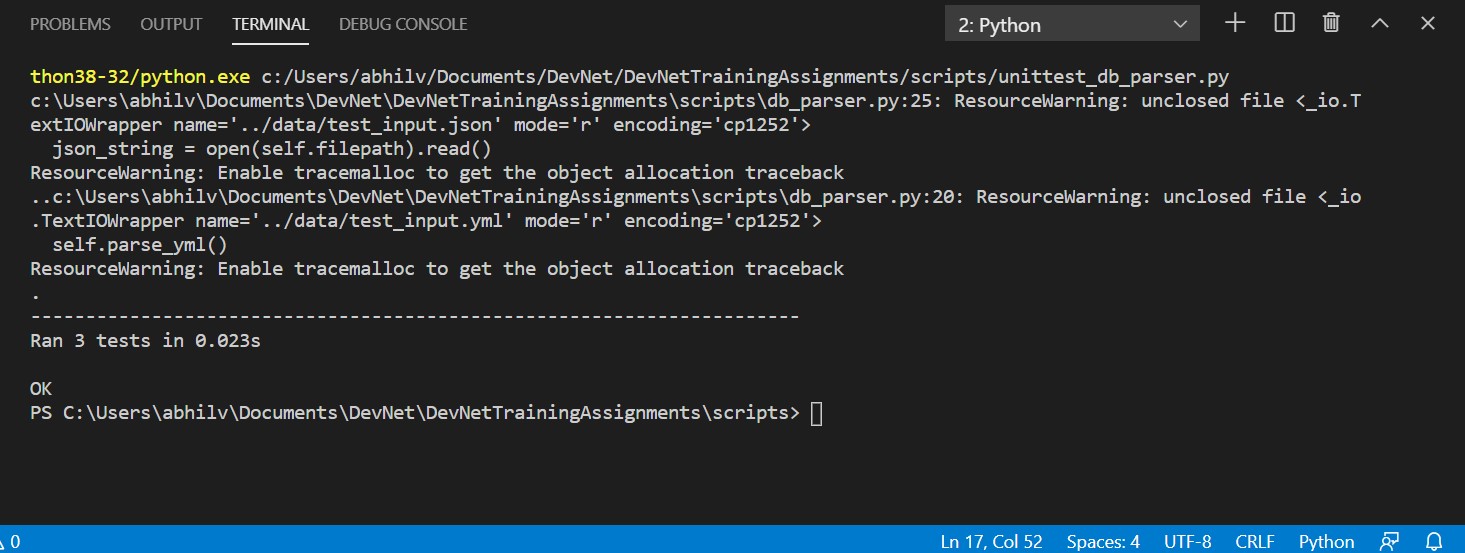 PROBLEMS OUTPUT TERMINAL DEBUG CONSOLE 2: Python
thon38-32/python.exe c:/Users/abhilv/Documents/DevNet/DevNetTrainingAssignments/scripts/unittest_db_parser.py
c:\Users\abhilv\Documents\DevNet\DevNetTrainingAssignments\scripts\db_parser.py:25: ResourceWarning: unclosed file <_io.T
extIOWrapper name='../data/test_input.json' mode='r' encoding='cp1252'>
  json_string = open(self.filepath).read()
ResourceWarning: Enable tracemalloc to get the object allocation traceback
..c:\Users\abhilv\Documents\DevNet\DevNetTrainingAssignments\scripts\db_parser.py:20: ResourceWarning: unclosed file <_io
.TextIOWrapper name='../data/test_input.yml' mode='r' encoding='cp1252'>
  self.parse_yml()
ResourceWarning: Enable tracemalloc to get the object allocation traceback
.
----------------------------------------------------------------------
Ran 3 tests in 0.023s
OK
PS C:\Users\abhilv\Documents\DevNet\DevNetTrainingAssignments\scripts>
0 Ln 17, Col 52 Spaces: 4 UTF-8 CRLF Python